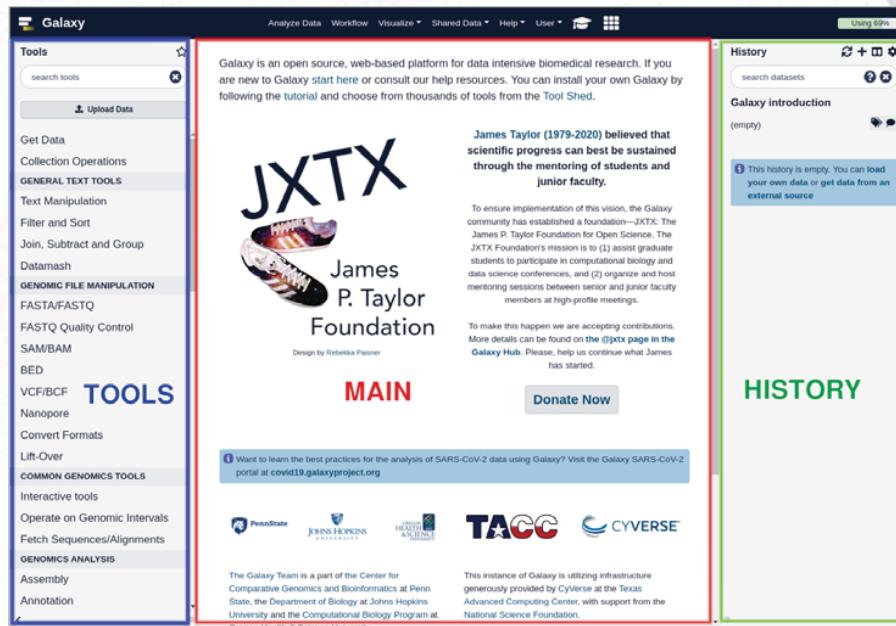 Galaxy
Analyze Data Workflow Visualize Shared Data Help User
Using 69%
Tools
search tools
Upload Data
Get Data
Collection Operations
GENERAL TEXT TOOLS
Text Manipulation
Filter and Sort
Join, Subtract and Group
Datamash
GENOMIC FILE MANIPULATION
FASTA/FASTQ
FASTQ Quality Control
SAM/BAM
BED
VCF/BCF
Nanopore
Convert Formats
Lift-Over
COMMON GENOMICS TOOLS
Interactive tools
Operate on Genomic Intervals
Fetch Sequences/Alignments
GENOMICS ANALYSIS
Assembly
Annotation
TOOLS
Galaxy is an open source, web-based platform for data intensive biomedical research. If you
are new to Galaxy start here or consult our help resources. You can install your own Galaxy by
following the tutorial and choose from thousands of tools from the Tool Shed.
JXTX
James
P. Taylor
Foundation
Design by Rebekka Paisner
MAIN
James Taylor (1979-2020) believed that
scientific progress can best be sustained
through the mentoring of students and
junior faculty.
To ensure implementation of this vision, the Galaxy
community has established a foundation—JXTX: The
James P. Taylor Foundation for Open Science. The
JXTX Foundation's mission is to (1) assist graduate
students to participate in computational biology and
data science conferences, and (2) organize and host
mentoring sessions between senior and junior faculty
members at high-profile meetings.
To make this happen we are accepting contributions.
More details can be found on the @jxtx page in the
Galaxy Hub. Please, help us continue what James
has started.
Donate Now
Want to learn the best practices for the analysis of SARS-CoV-2 data using Galaxy? Visit the Galaxy SARS-CoV-2
portal at covid19.galaxyproject.org
PennState
JOHNS HOPKINS
UNIVERSITY
OREGON
HEALTH
&SCIENCE
UNIVERSITY
TACC
CYVERSE
The Galaxy Team is a part of the Center for
Comparative Genomics and Bioinformatics at Penn
State, the Department of Biology at Johns Hopkins
University and the Computational Biology Program at
This instance of Galaxy is utilizing infrastructure
generously provided by CyVerse at the Texas
Advanced Computing Center, with support from the
National Science Foundation.
History
search datasets
Galaxy introduction
(empty)
This history is empty. You can load
your own data or get data from an
external source
HISTORY